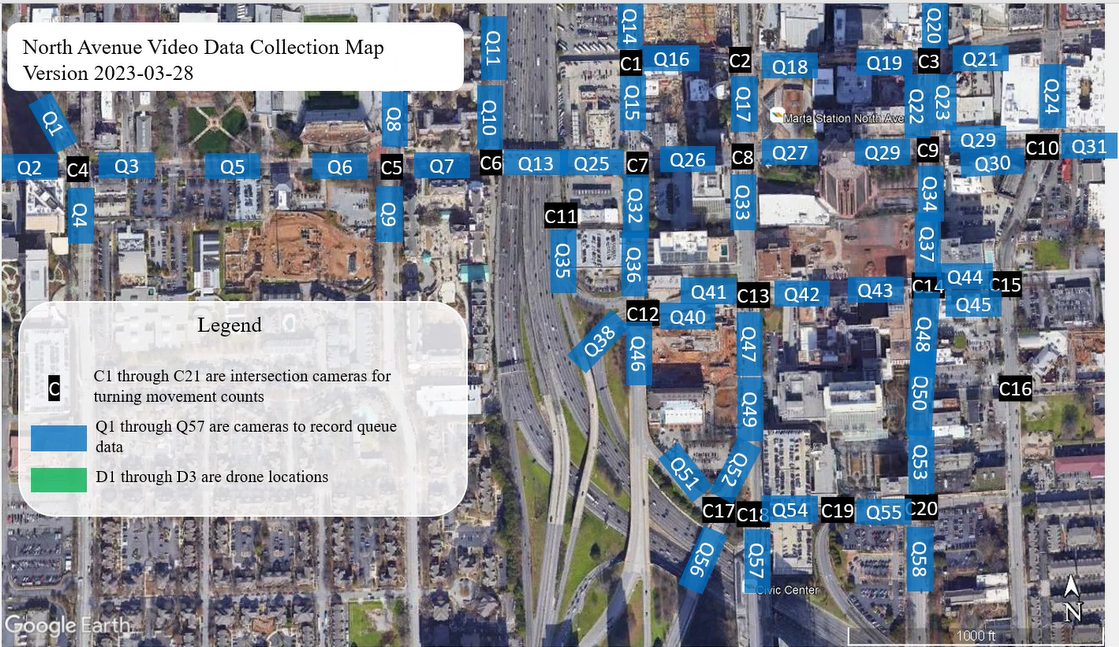 North Avenue Video Data Collection Map
Version 2023-03-28
Q11
Q14
Q20
C1
Q16
C2
Q18
Q19
C3
Q21
Q1
Q8
Q10
Q15
Q17
Marta Station North Ave
Q22
Q23
Q24
Q2
C4
Q3
Q5
Q6
C5
Q7
C6
Q13
Q25
C7
Q26
C8
Q27
Q29
C9
Q29
Q30
C10
Q31
Q4
Q9
C11
Q32
Q33
Q34
Q35
Q36
Q37
Q41
C13
Q42
Q43
C14
Q44
C15
Q45
C12
Q40
Q38
Q46
Q47
Q48
Legend
C
C1 through C21 are intersection cameras for
turning movement counts
Q1 through Q57 are cameras to record queue
data
D1 through D3 are drone locations
C16
Q49
Q50
Q51
Q52
Q53
C17
C18
Q54
C19
Q55
C20
Q56
Q57
Q58
Civic Center
Google Earth
N
1000 ft